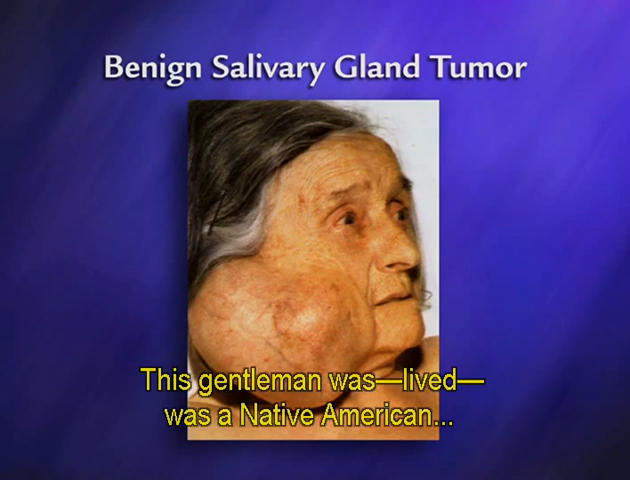 Benign Salivary Gland Tumor
This gentleman was—lived—
was a Native American...